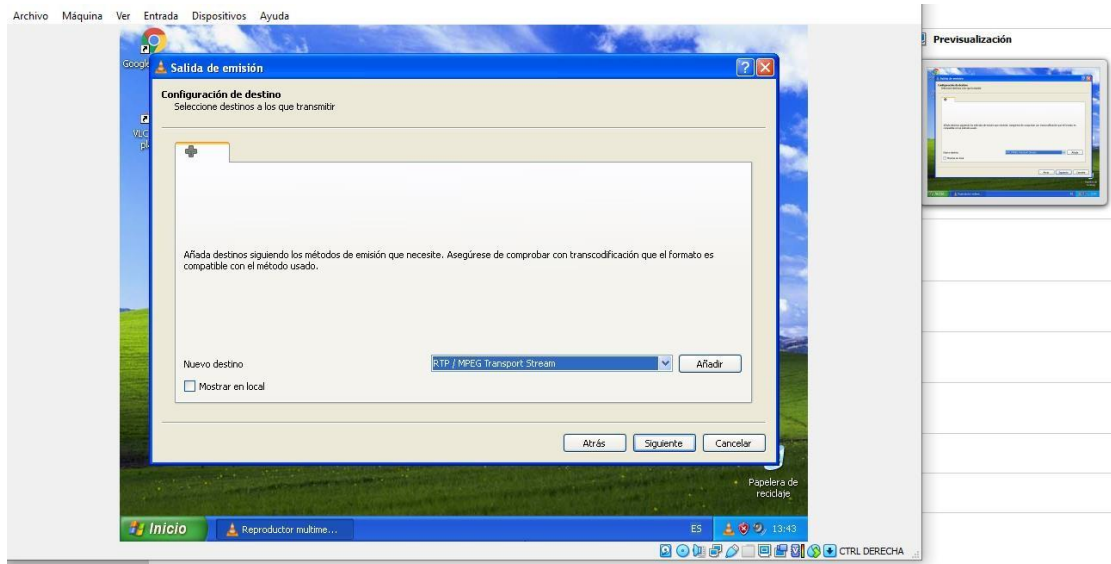 Archivo Máquina Ver Entrada Dispositivos Ayuda
Previsualización
Google
Salida de emisión
Configuración de destino
Seleccione destinos a los que transmitir
VLC
pl
Añada destinos siguiendo los métodos de emisión que necesite. Asegúrese de comprobar con transcodificación que el formato es
compatible con el método usado.
Nuevo destino
RTP / MPEG Transport Stream
Añadir
Mostrar en local
Atrás
Siguiente
Cancelar
Papelera de
reciclaje
Inicio
Reproductor multime...
ES
13:43
CTRL DERECHA